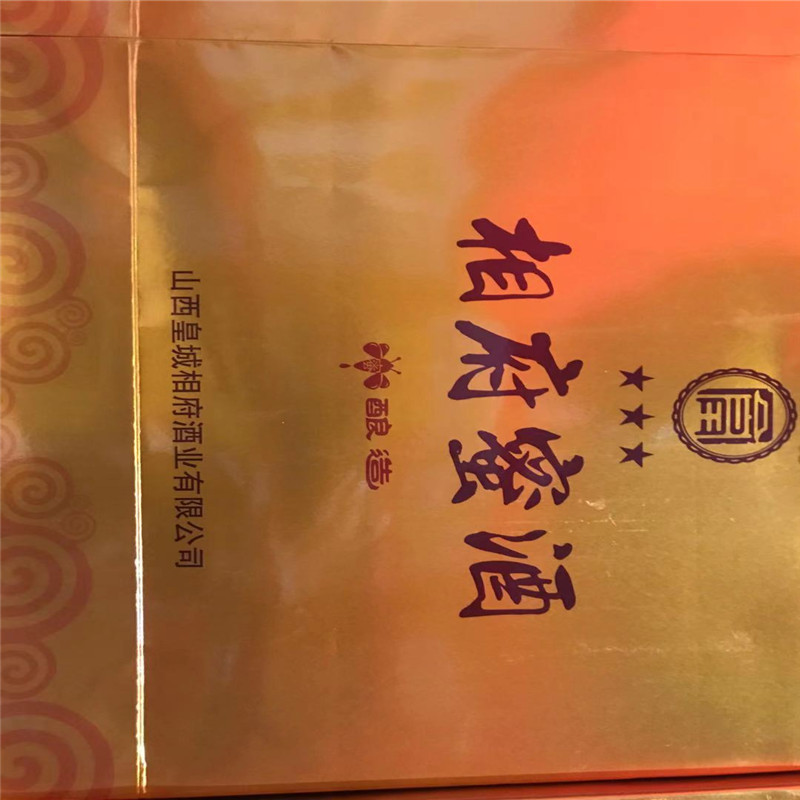 相府蜜酒
酿造
山西皇城相府酒业有限公司